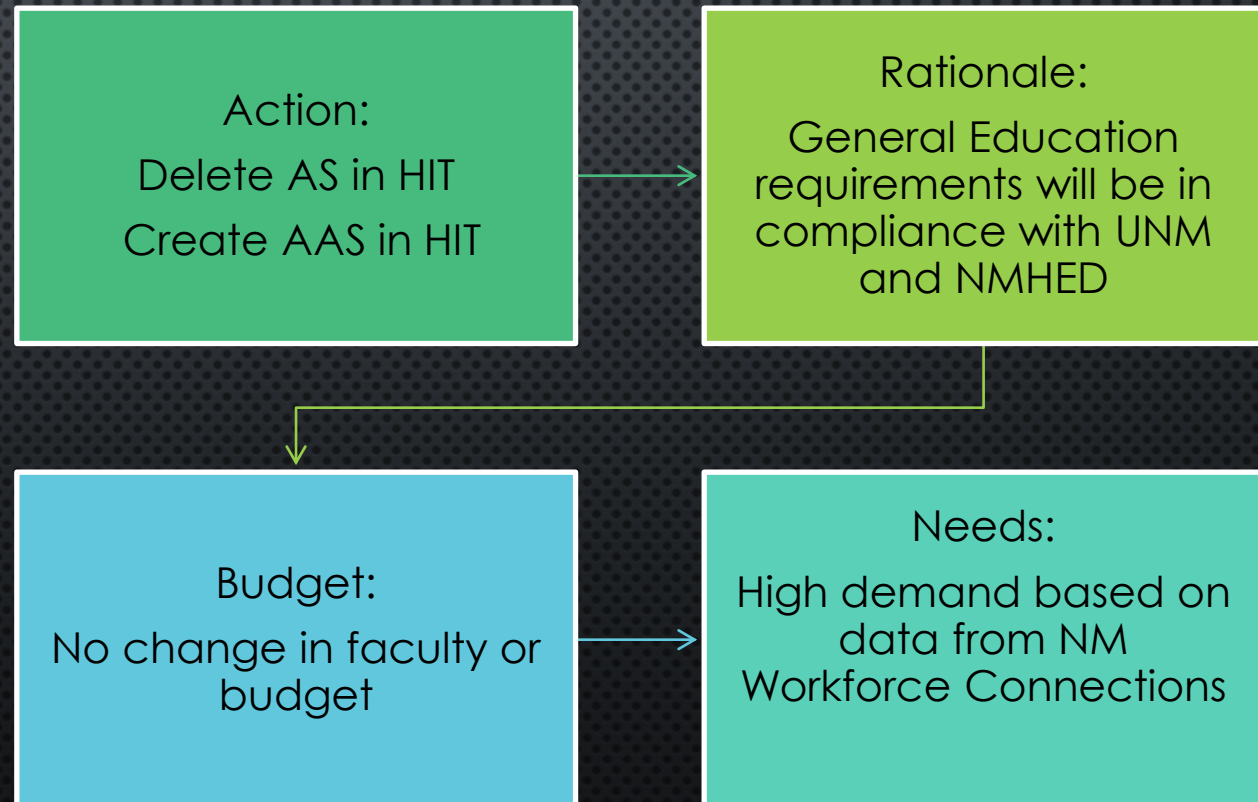 Action:
Delete AS in HIT
Create AAS in HIT
Rationale:
General Education
requirements will be in
compliance with UNM
and NMHED
Budget:
No change in faculty or
budget
Needs:
High demand based on
data from NM
Workforce Connections